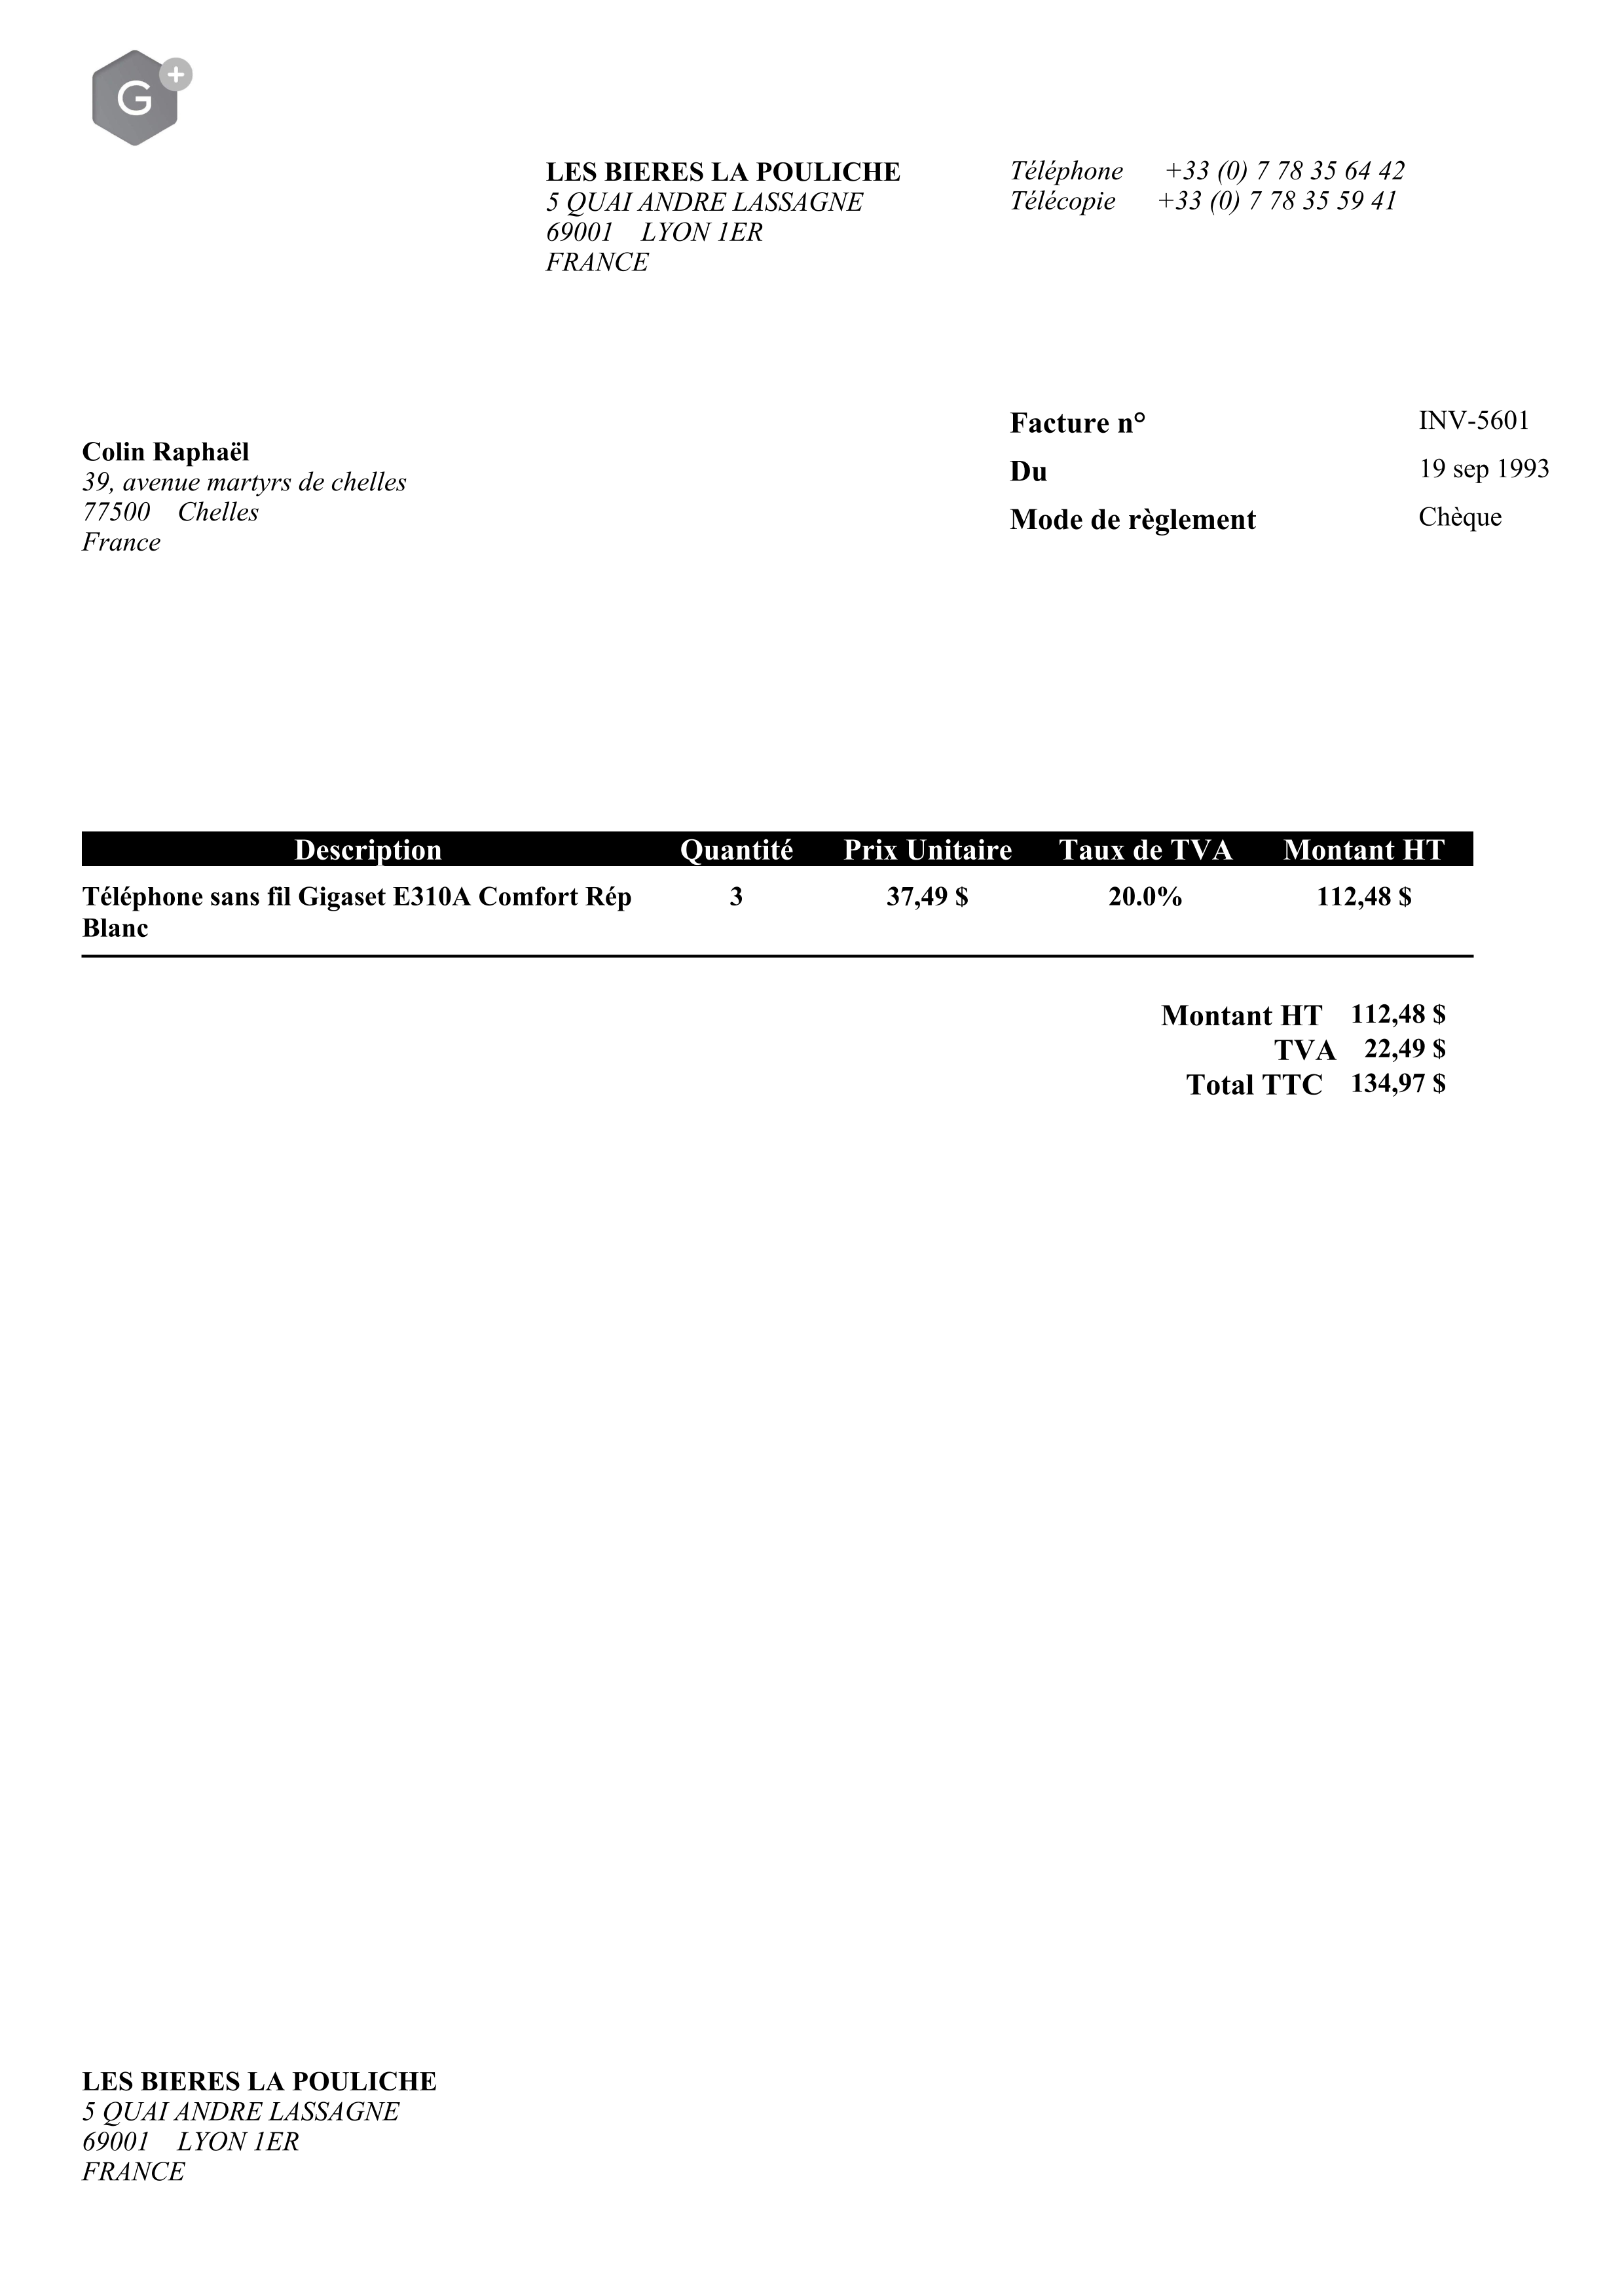 G+
LES BIERES LA POULICHE
5 QUAI ANDRE LASSAGNE
69001 LYON 1ER
FRANCE
Téléphone +33 (0) 7 78 35 64 42
Télécopie +33 (0) 7 78 35 59 41
Colin Raphaël
39, avenue martyrs de chelles
77500 Chelles
France
Facture n° INV-5601
Du 19 sep 1993
Mode de règlement Chèque
Description Quantité Prix Unitaire Taux de TVA Montant HT
Téléphone sans fil Gigaset E310A Comfort Rép 3 37,49 $ 20.0% 112,48 $
Blanc
Montant HT 112,48 $
TVA 22,49 $
Total TTC 134,97 $
LES BIERES LA POULICHE
5 QUAI ANDRE LASSAGNE
69001 LYON 1ER
FRANCE